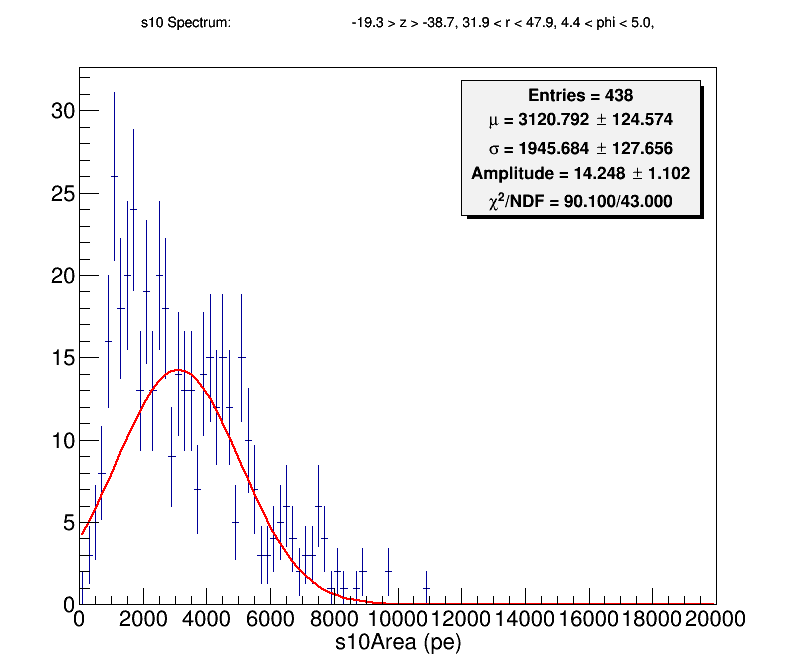 s10 Spectrum: -19.3 > z > -38.7, 31.9 < r < 47.9, 4.4 < phi < 5.0,
Entries = 438
μ = 3120.792 ± 124.574
σ = 1945.684 ± 127.656
Amplitude = 14.248 ± 1.102
χ²/NDF = 90.100/43.000
30
25
20
15
10
5
0
0 2000 4000 6000 8000 10000 12000 14000 16000 18000 20000
s10Area (pe)